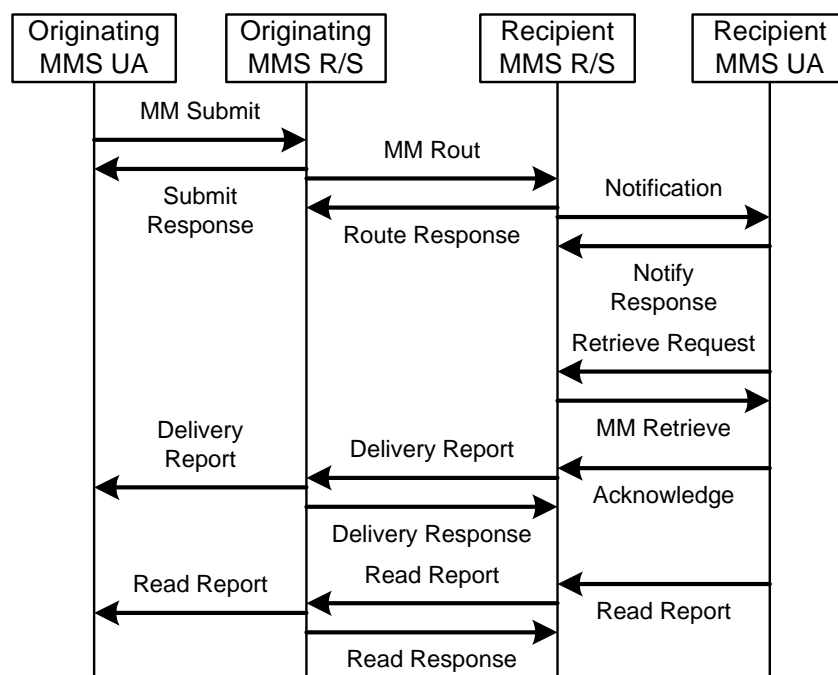 Originating
MMS UA
Originating
MMS R/S
Recipient
MMS R/S
Recipient
MMS UA
MM Submit
MM Rout
Submit
Response
Notification
Route Response
Notify
Response
Retrieve Request
MM Retrieve
Delivery
Report
Delivery Report
Acknowledge
Delivery Response
Read Report
Read Report
Read Report
Read Response